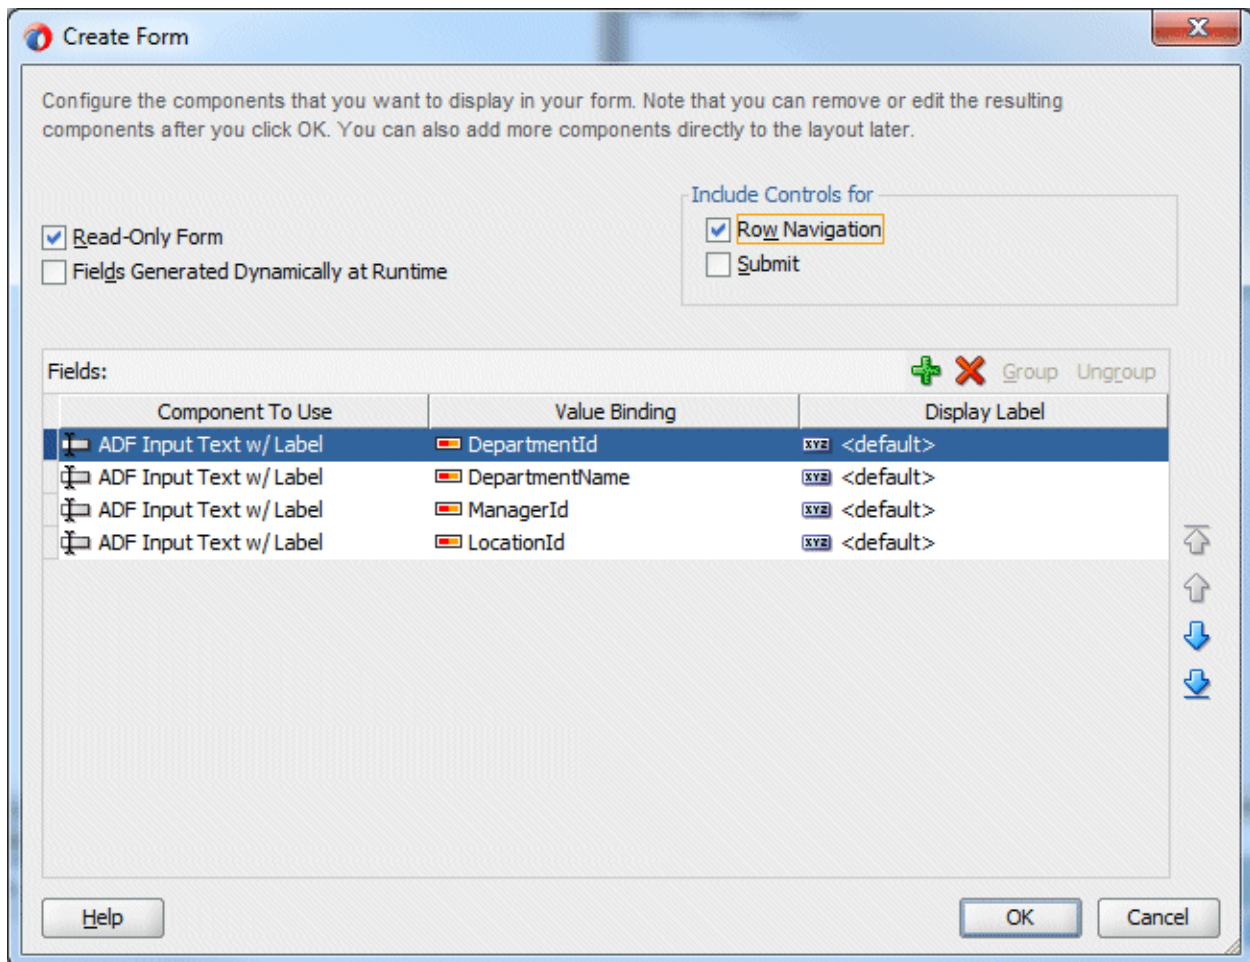 Create Form
Configure the components that you want to display in your form. Note that you can remove or edit the resulting
components after you click OK. You can also add more components directly to the layout later.
Include Controls for
Read-Only Form
Row Navigation
Fields Generated Dynamically at Runtime
Submit
Fields: Group Ungroup
Component To Use Value Binding Display Label
ADF Input Text w/ Label DepartmentId XYZ <default>
ADF Input Text w/ Label DepartmentName XYZ <default>
ADF Input Text w/ Label ManagerId XYZ <default>
ADF Input Text w/ Label LocationId XYZ <default>
Help OK Cancel